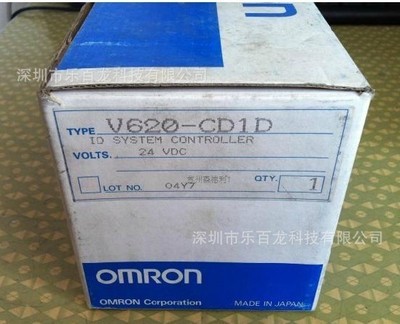 深圳市乐百龙科技有限公司
TYPE V620-CD1D
ID SYSTEM CONTROLLER
VOLTS. 24 VDC
LOT NO. 04Y7 QTY. 1
深圳市乐百龙科技有限公司
OMRON
OMRON Corporation MADE IN JAPAN